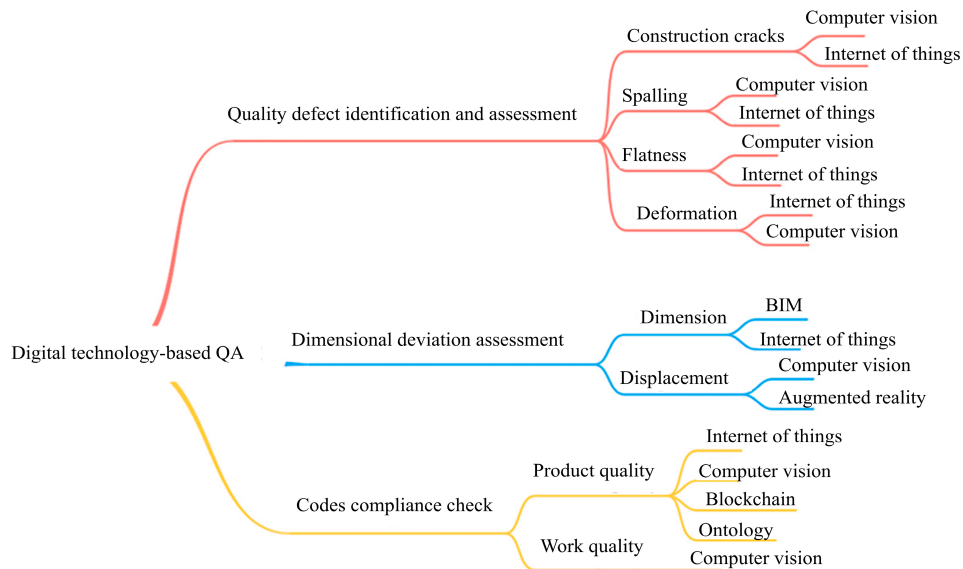 Computer vision
Construction cracks
Internet of things
Computer vision
Spalling
Internet of things
Quality defect identification and assessment
Computer vision
Flatness
Internet of things
Internet of things
Deformation
Computer vision
BIM
Dimension
Internet of things
Dimensional deviation assessment
Digital technology-based QA
Computer vision
Displacement
Augmented reality
Internet of things
Product quality
Computer vision
Blockchain
Codes compliance check
Ontology
Work quality
Computer vision